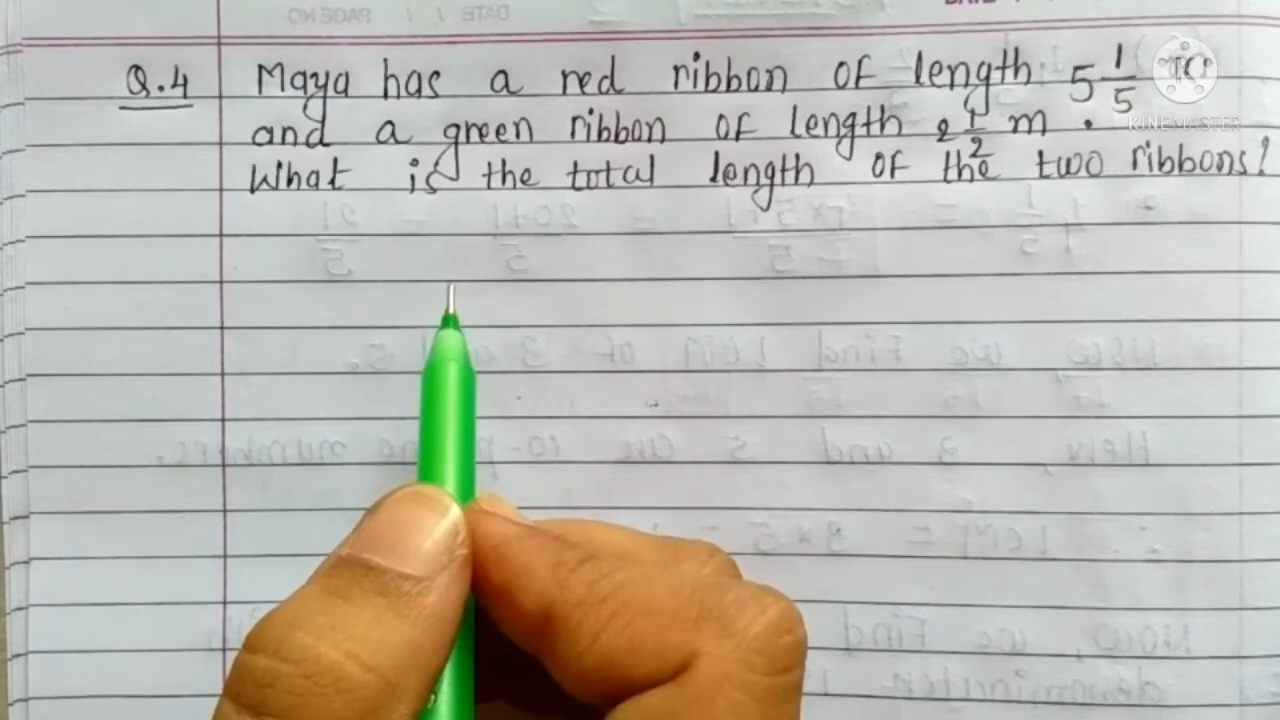 Q.4 Maya has a red ribbon of length 5 1/5
and a green ribbon of length 2 1/2 m.
What is the total length of the two ribbons?
KINEMASTER